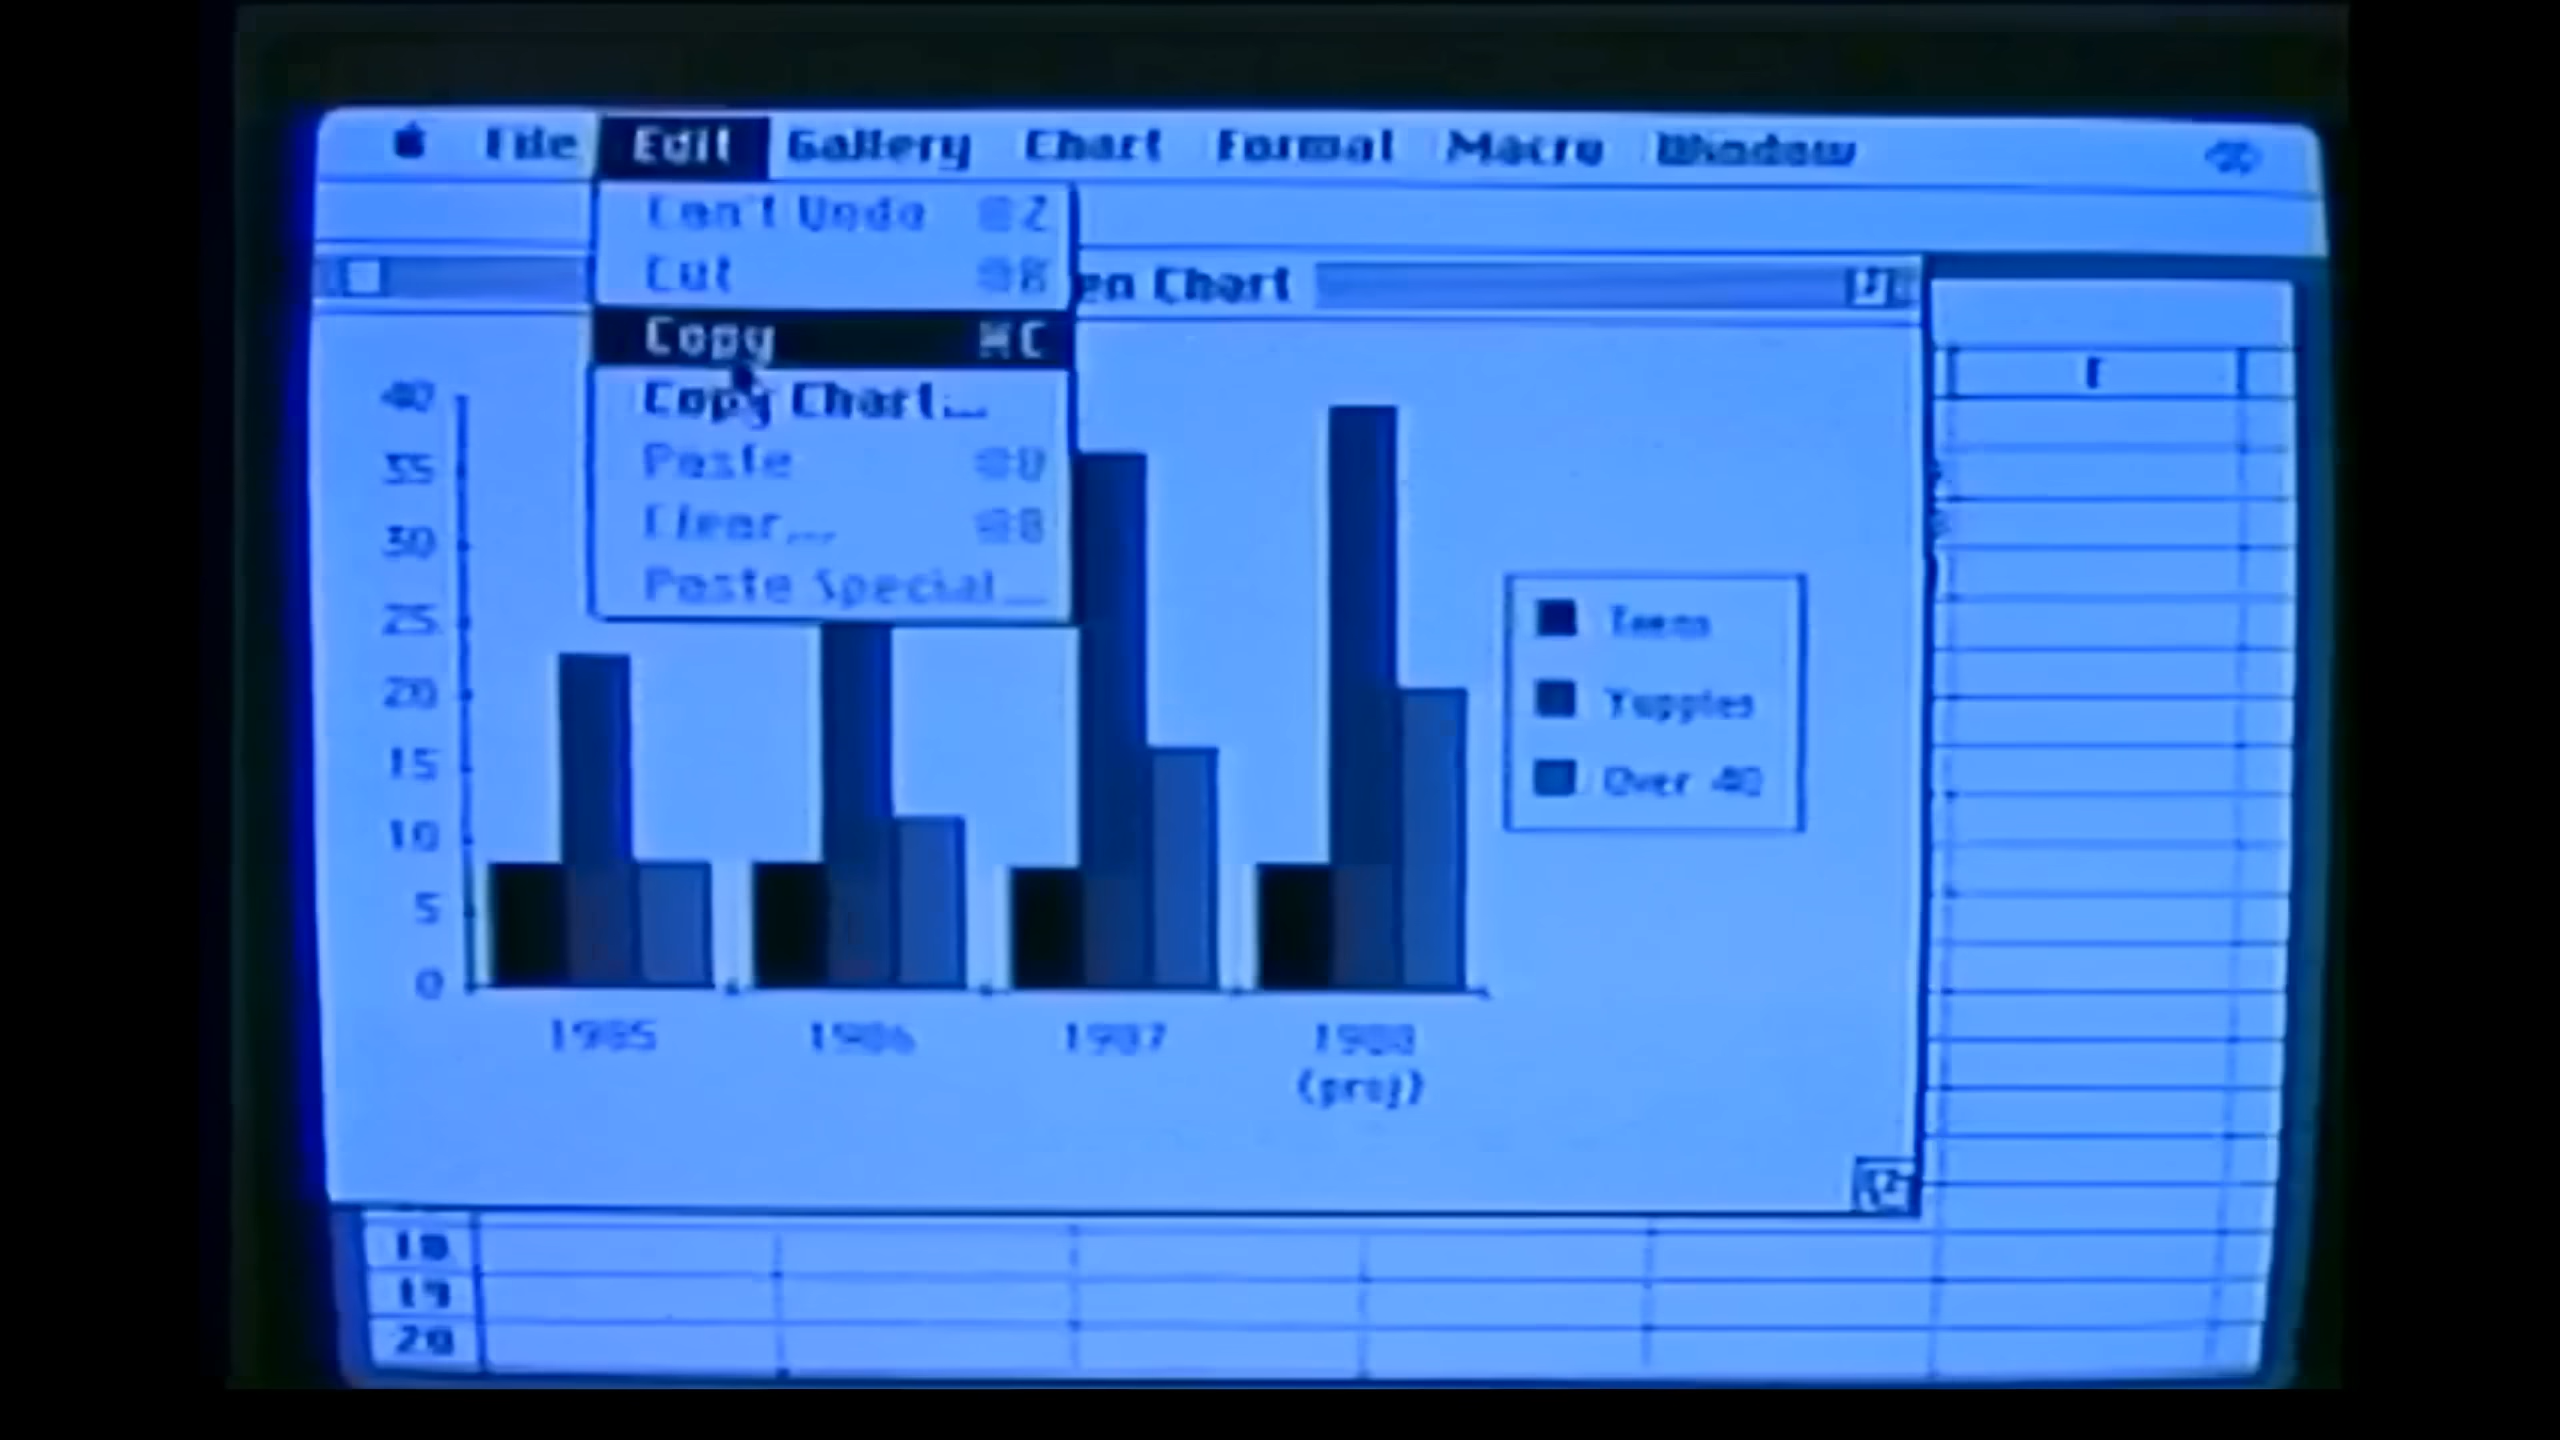 File Edit Gallery Chart Format Macro Window
Can't Undo ⌘Z
Cut ⌘X
Copy ⌘C
Copy Chart...
Paste ⌘V
Clear... ⌘B
Paste Special...
en Chart
40
35
30
25
20
15
10
5
0
1985 1986 1987 1988
(proj)
Teens
Yuppies
Over 40
18
19
20